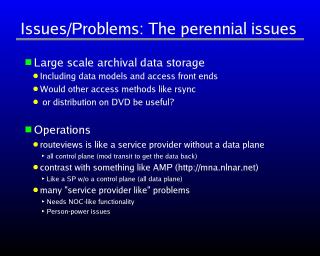 Issues/Problems: The perennial issues
Large scale archival data storage
Including data models and access front ends
Would other access methods like rsync
or distribution on DVD be useful?
Operations
routeviews is like a service provider without a data plane
all control plane (mod transit to get the data back)
contrast with something like AMP (http://mna.nlnar.net)
Like a SP w/o a control plane (all data plane)
many "service provider like" problems
Needs NOC-like functionality
Person-power issues